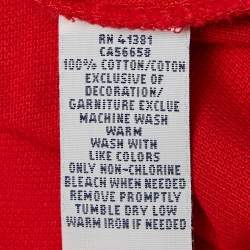 RN 41381
CA56650
100% COTTON/COTON
EXCLUSIVE OF
DECORATION/
GARNITURE EXCLUE
MACHINE WASH
WARM
WASH WITH
LIKE COLORS
ONLY NON-CHLORINE
BLEACH WHEN NEEDED
REMOVE PROMPTLY
TUMBLE DRY LOW
WARM IRON IF NEEDED